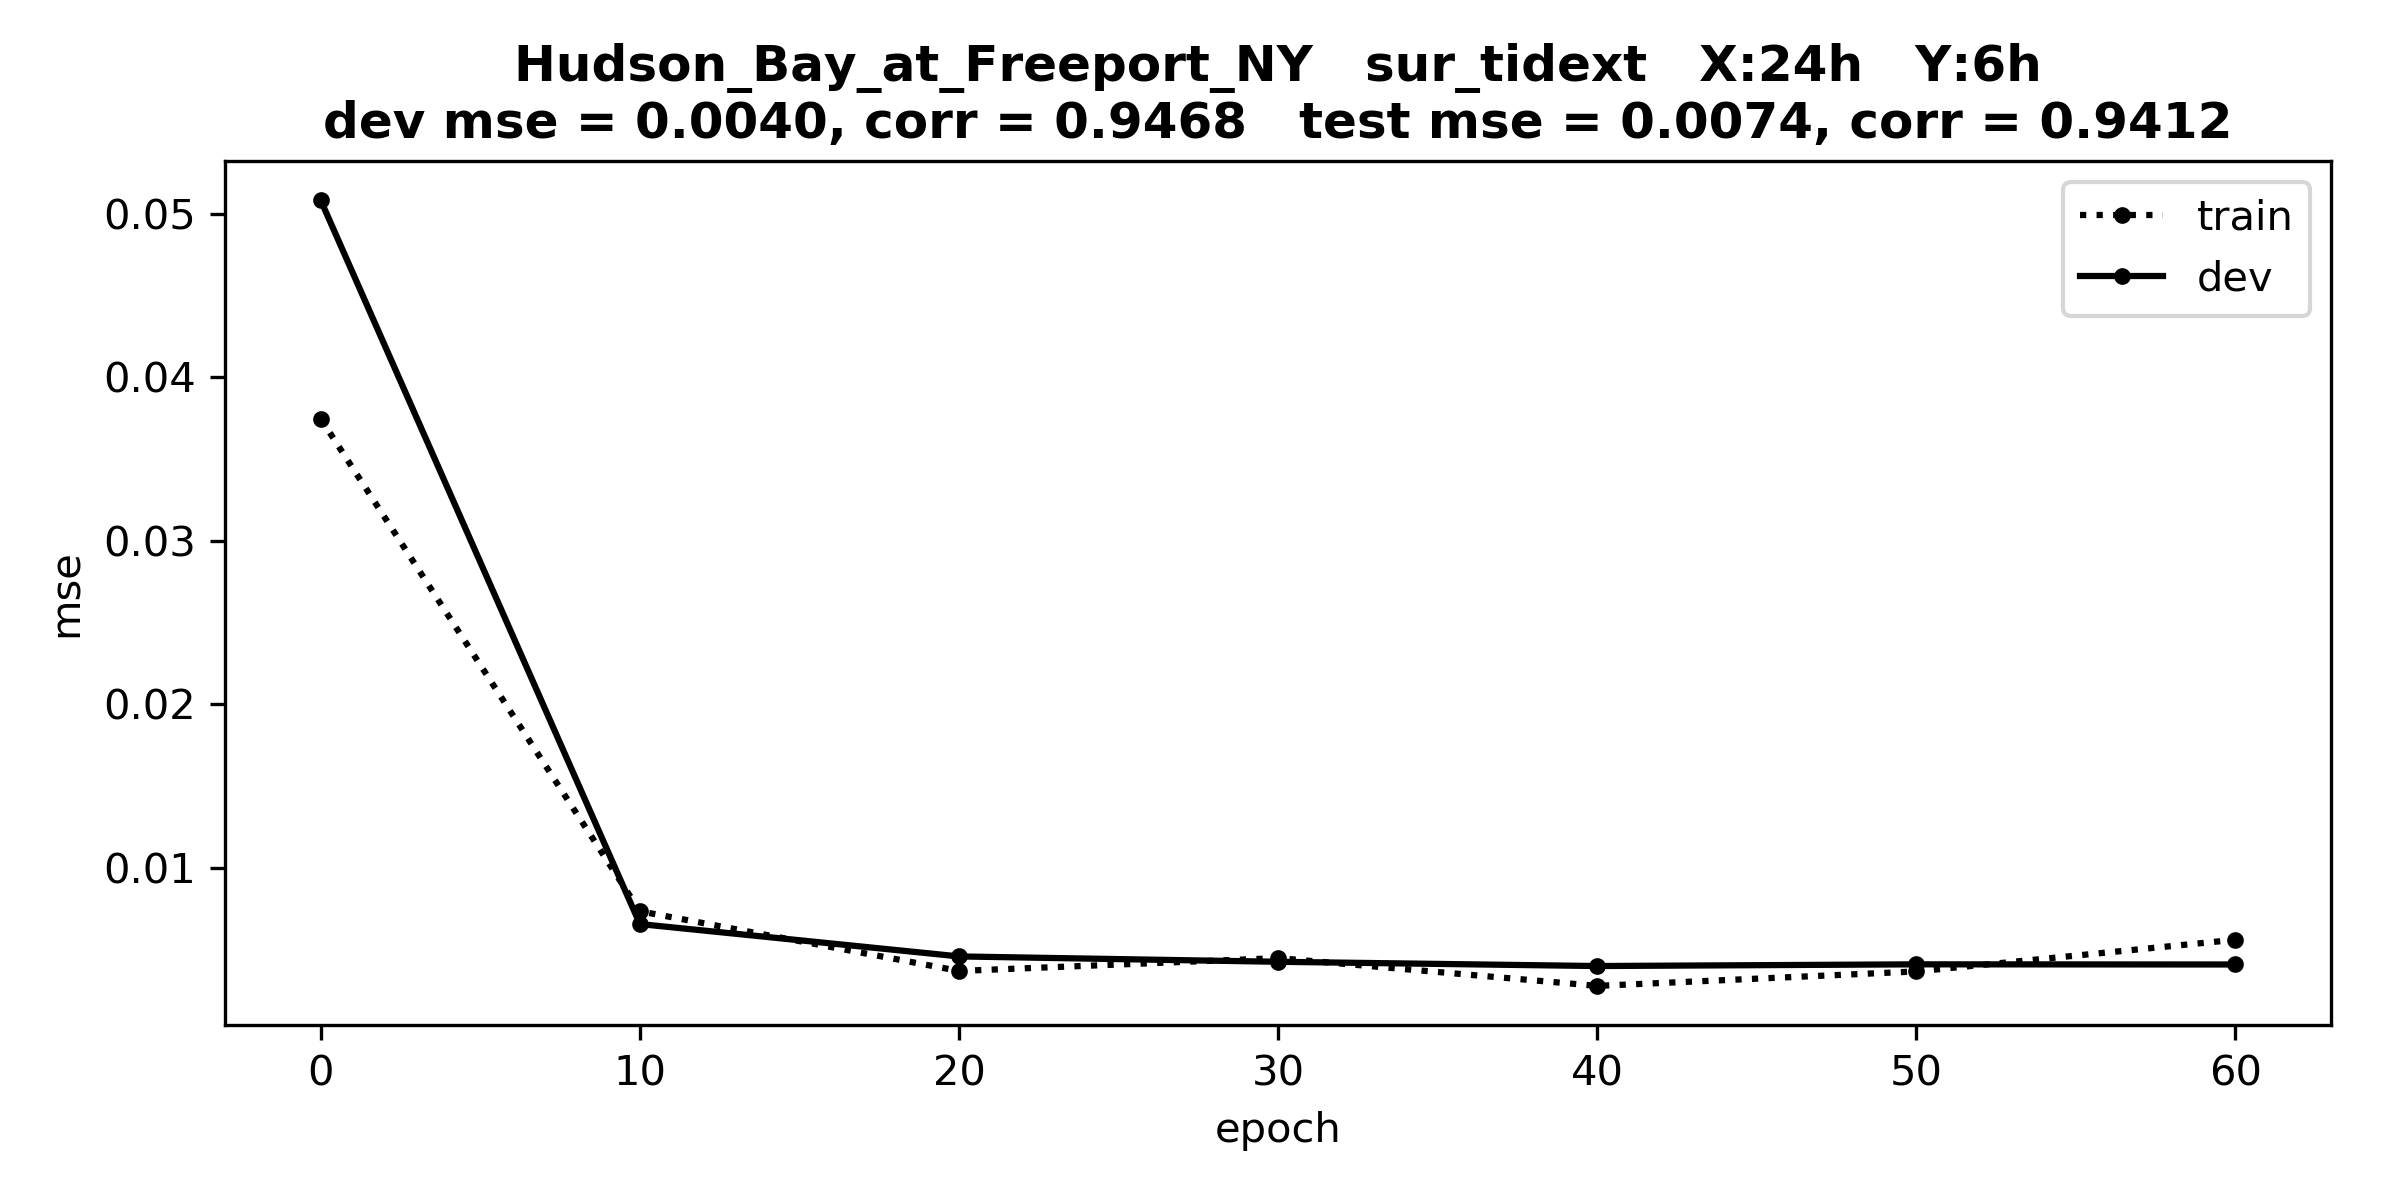 Hudson_Bay_at_Freeport_NY sur_tidext X:24h Y:6h
dev mse = 0.0040, corr = 0.9468 test mse = 0.0074, corr = 0.9412
train
dev
0.05
0.04
0.03
0.02
0.01
mse
0 10 20 30 40 50 60
epoch